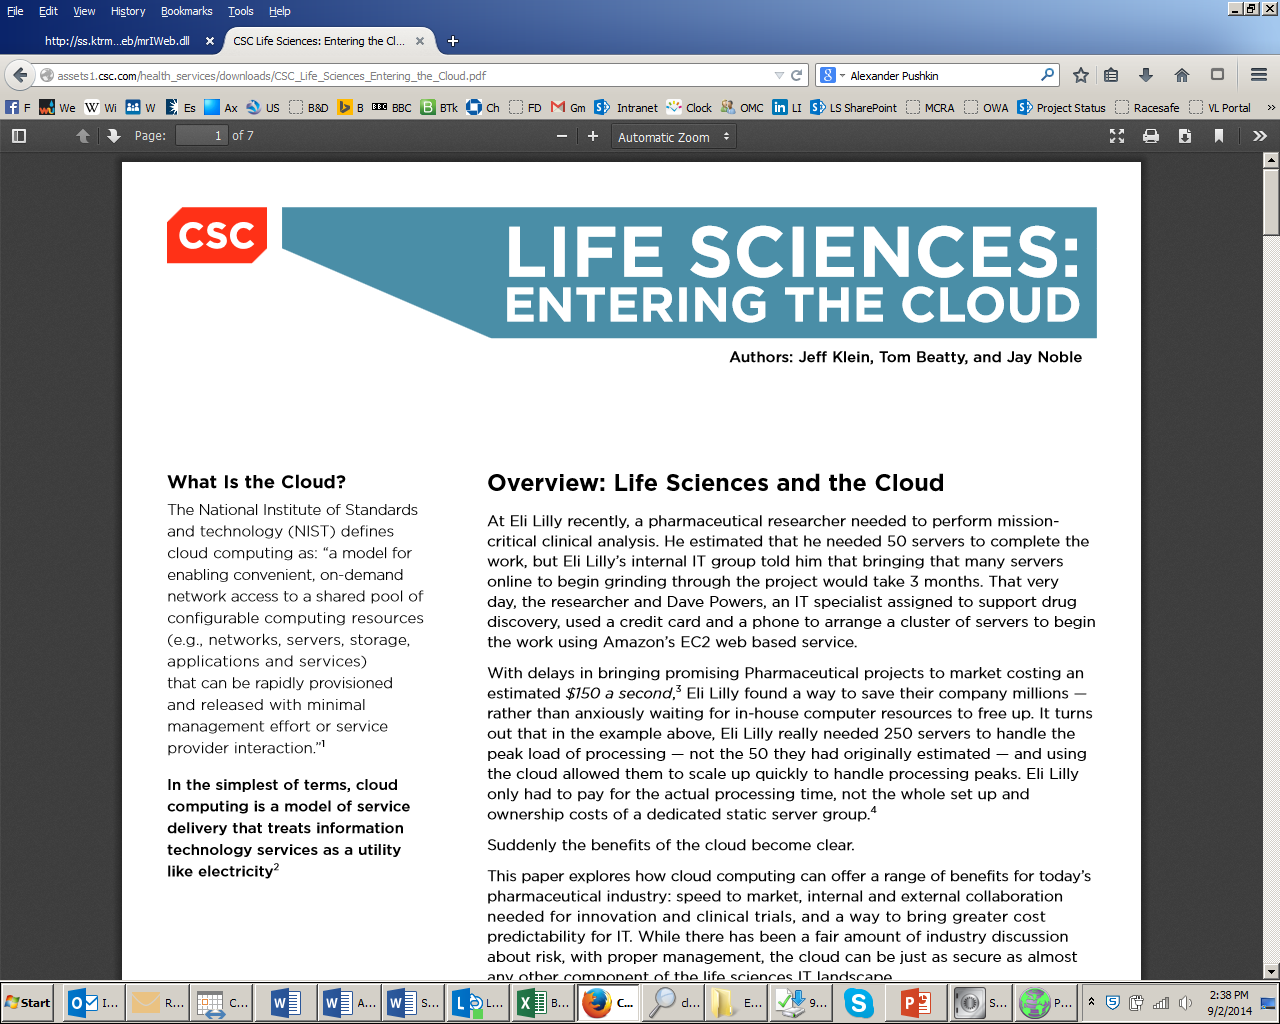 File Edit View History Bookmarks Tools Help
http://ss.ktrm...eb/mrIWeb.dll
CSC Life Sciences: Entering the Cl...
assets1.csc.com/health_services/downloads/CSC_Life_Sciences_Entering_the_Cloud.pdf
Alexander Pushkin
F We Wi W Es Ax US B&D B BBC BTk Ch FD Gm Intranet Clock OMC LI LS SharePoint MCRA OWA Project Status Racesafe VL Portal
Page: 1 of 7
Automatic Zoom
CSC
LIFE SCIENCES:
ENTERING THE CLOUD
Authors: Jeff Klein, Tom Beatty, and Jay Noble
What Is the Cloud?
The National Institute of Standards
and technology (NIST) defines
cloud computing as: “a model for
enabling convenient, on-demand
network access to a shared pool of
configurable computing resources
(e.g., networks, servers, storage,
applications and services)
that can be rapidly provisioned
and released with minimal
management effort or service
provider interaction.”1
In the simplest of terms, cloud
computing is a model of service
delivery that treats information
technology services as a utility
like electricity2
Overview: Life Sciences and the Cloud
At Eli Lilly recently, a pharmaceutical researcher needed to perform mission-
critical clinical analysis. He estimated that he needed 50 servers to complete the
work, but Eli Lilly’s internal IT group told him that bringing that many servers
online to begin grinding through the project would take 3 months. That very
day, the researcher and Dave Powers, an IT specialist assigned to support drug
discovery, used a credit card and a phone to arrange a cluster of servers to begin
the work using Amazon’s EC2 web based service.
With delays in bringing promising Pharmaceutical projects to market costing an
estimated $150 a second,3 Eli Lilly found a way to save their company millions —
rather than anxiously waiting for in-house computer resources to free up. It turns
out that in the example above, Eli Lilly really needed 250 servers to handle the
peak load of processing — not the 50 they had originally estimated — and using
the cloud allowed them to scale up quickly to handle processing peaks. Eli Lilly
only had to pay for the actual processing time, not the whole set up and
ownership costs of a dedicated static server group.4
Suddenly the benefits of the cloud become clear.
This paper explores how cloud computing can offer a range of benefits for today’s
pharmaceutical industry: speed to market, internal and external collaboration
needed for innovation and clinical trials, and a way to bring greater cost
predictability for IT. While there has been a fair amount of industry discussion
about risk, with proper management, the cloud can be just as secure as almost
any other component of the life sciences IT landscape.
Start I... R... C... A... S... L... B... C... d... E... 9... S... P... 2:38 PM
9/2/2014